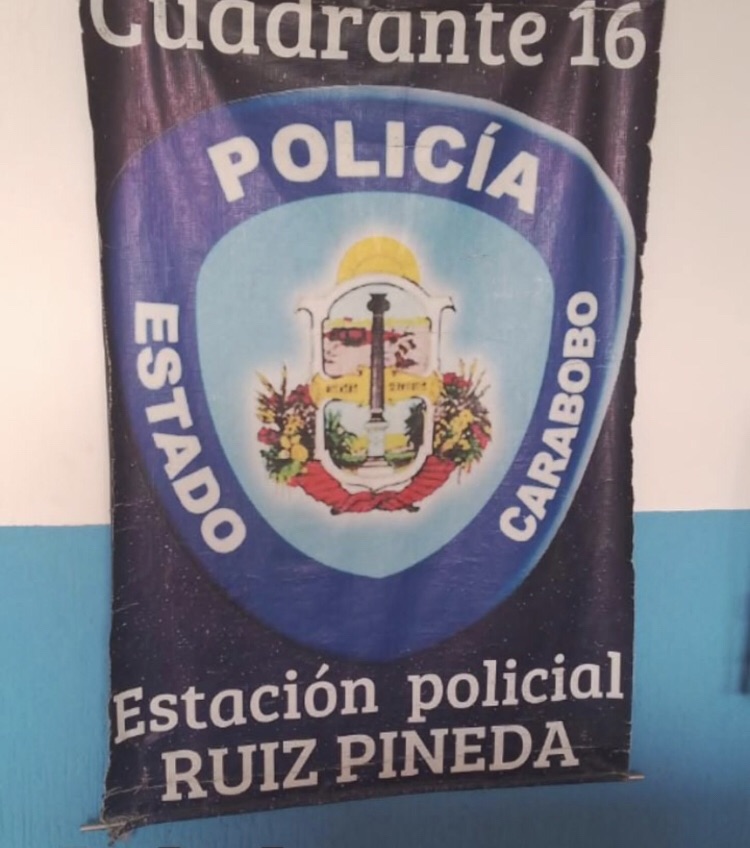 Cuadrante 16
POLICÍA
ESTADO
CARABOBO
Estación policial
RUIZ PINEDA